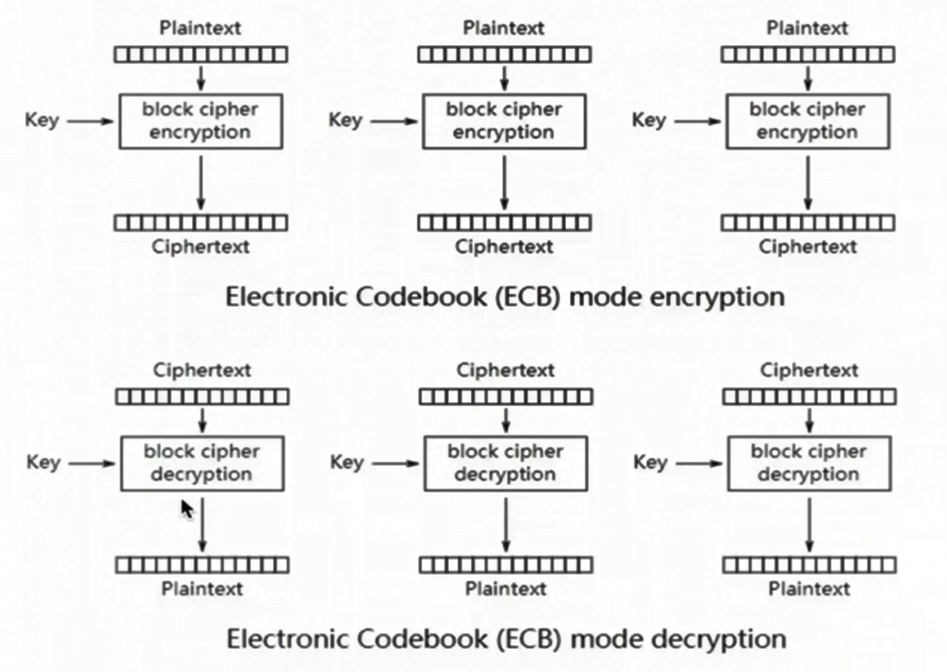 Plaintext Plaintext Plaintext
Key block cipher encryption Key block cipher encryption Key block cipher encryption
Ciphertext Ciphertext Ciphertext
Electronic Codebook (ECB) mode encryption
Ciphertext Ciphertext Ciphertext
Key block cipher decryption Key block cipher decryption Key block cipher decryption
Plaintext Plaintext Plaintext
Electronic Codebook (ECB) mode decryption